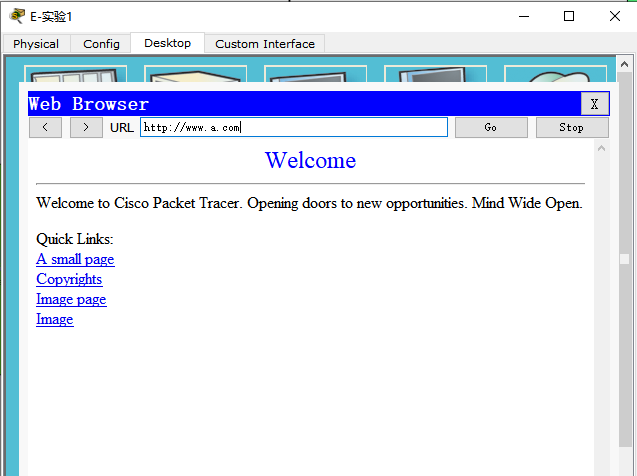 E-实验1
Physical Config Desktop Custom Interface
Web Browser X
< > URL http://www.a.com Go Stop
Welcome
Welcome to Cisco Packet Tracer. Opening doors to new opportunities. Mind Wide Open.
Quick Links:
A small page
Copyrights
Image page
Image